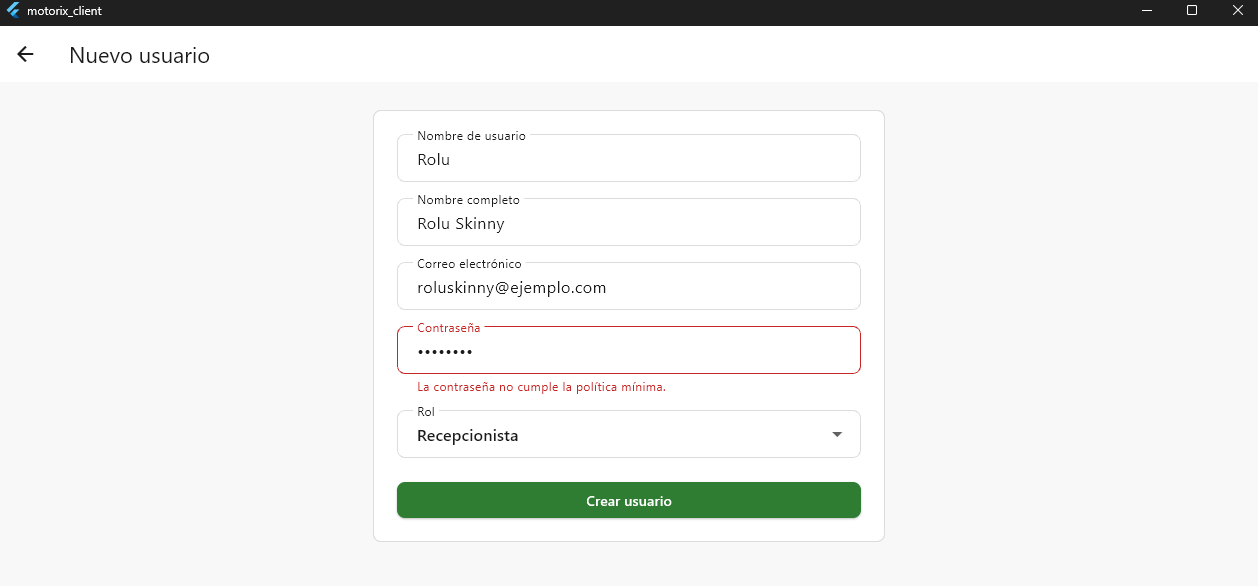 motorix_client
Nuevo usuario
Nombre de usuario
Rolu
Nombre completo
Rolu Skinny
Correo electrónico
roluskinny@ejemplo.com
Contraseña
••••••••
La contraseña no cumple la política mínima.
Rol
Recepcionista
Crear usuario